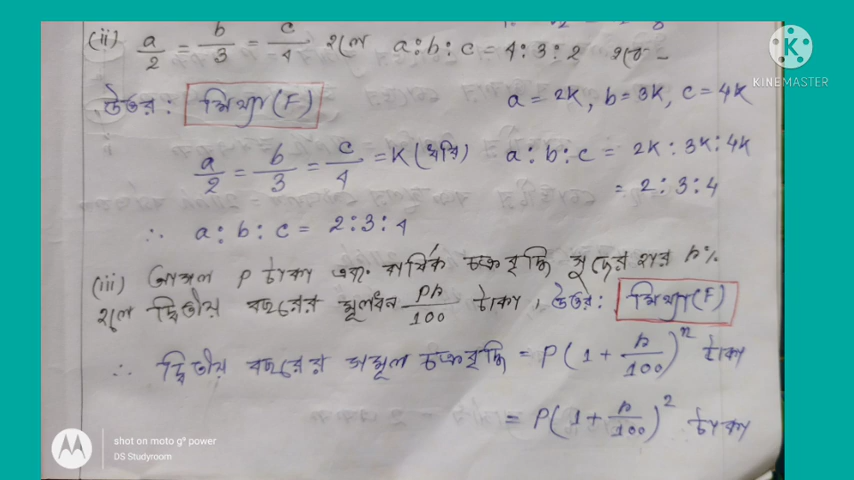 (ii) a/2 = b/3 = c/4 হলে a:b:c = 4:3:2 হবে –
উত্তর: মিথ্যা (F)
a = 2K, b = 3K, c = 4K
a/2 = b/3 = c/4 = K (ধরি)
a:b:c = 2K:3K:4K
= 2:3:4
∴ a:b:c = 2:3:4
(iii) আসল P টাকা এবং বার্ষিক চক্রবৃদ্ধি সুদের হার r%
হলে দ্বিতীয় বছরের মূলধন Pr/100 টাকা, উত্তর: মিথ্যা (F)
∴ দ্বিতীয় বছরের সমূল চক্রবৃদ্ধি = P(1 + r/100)^n টাকা
= P(1 + r/100)^2 টাকা
K
KINEMASTER
shot on moto g⁹ power
DS Studyroom